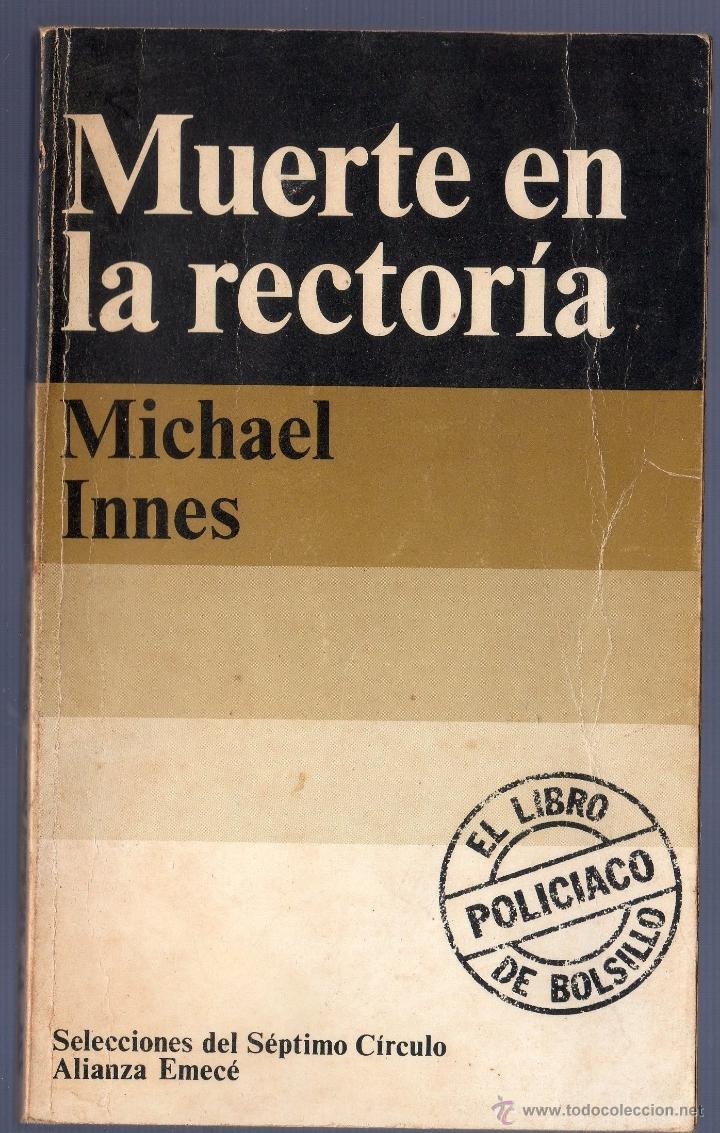 Muerte en
la rectoría
Michael
Innes
EL LIBRO
POLICIACO
DE BOLSILLO
Selecciones del Séptimo Círculo
Alianza Emecé
www.todocoleccion.net